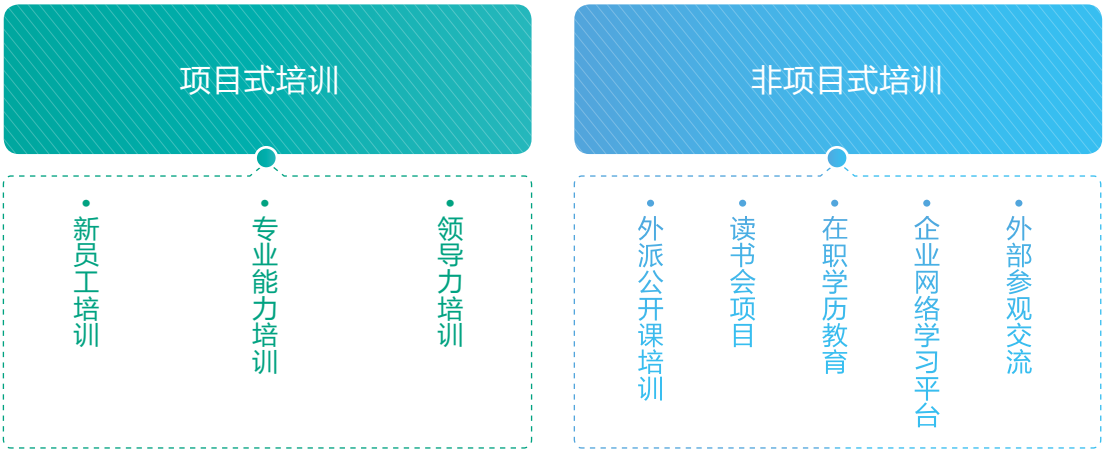 项目式培训
新员工培训
专业能力培训
领导力培训
非项目式培训
外派公开课培训
读书会项目
在职学历教育
企业网络学习平台
外部参观交流